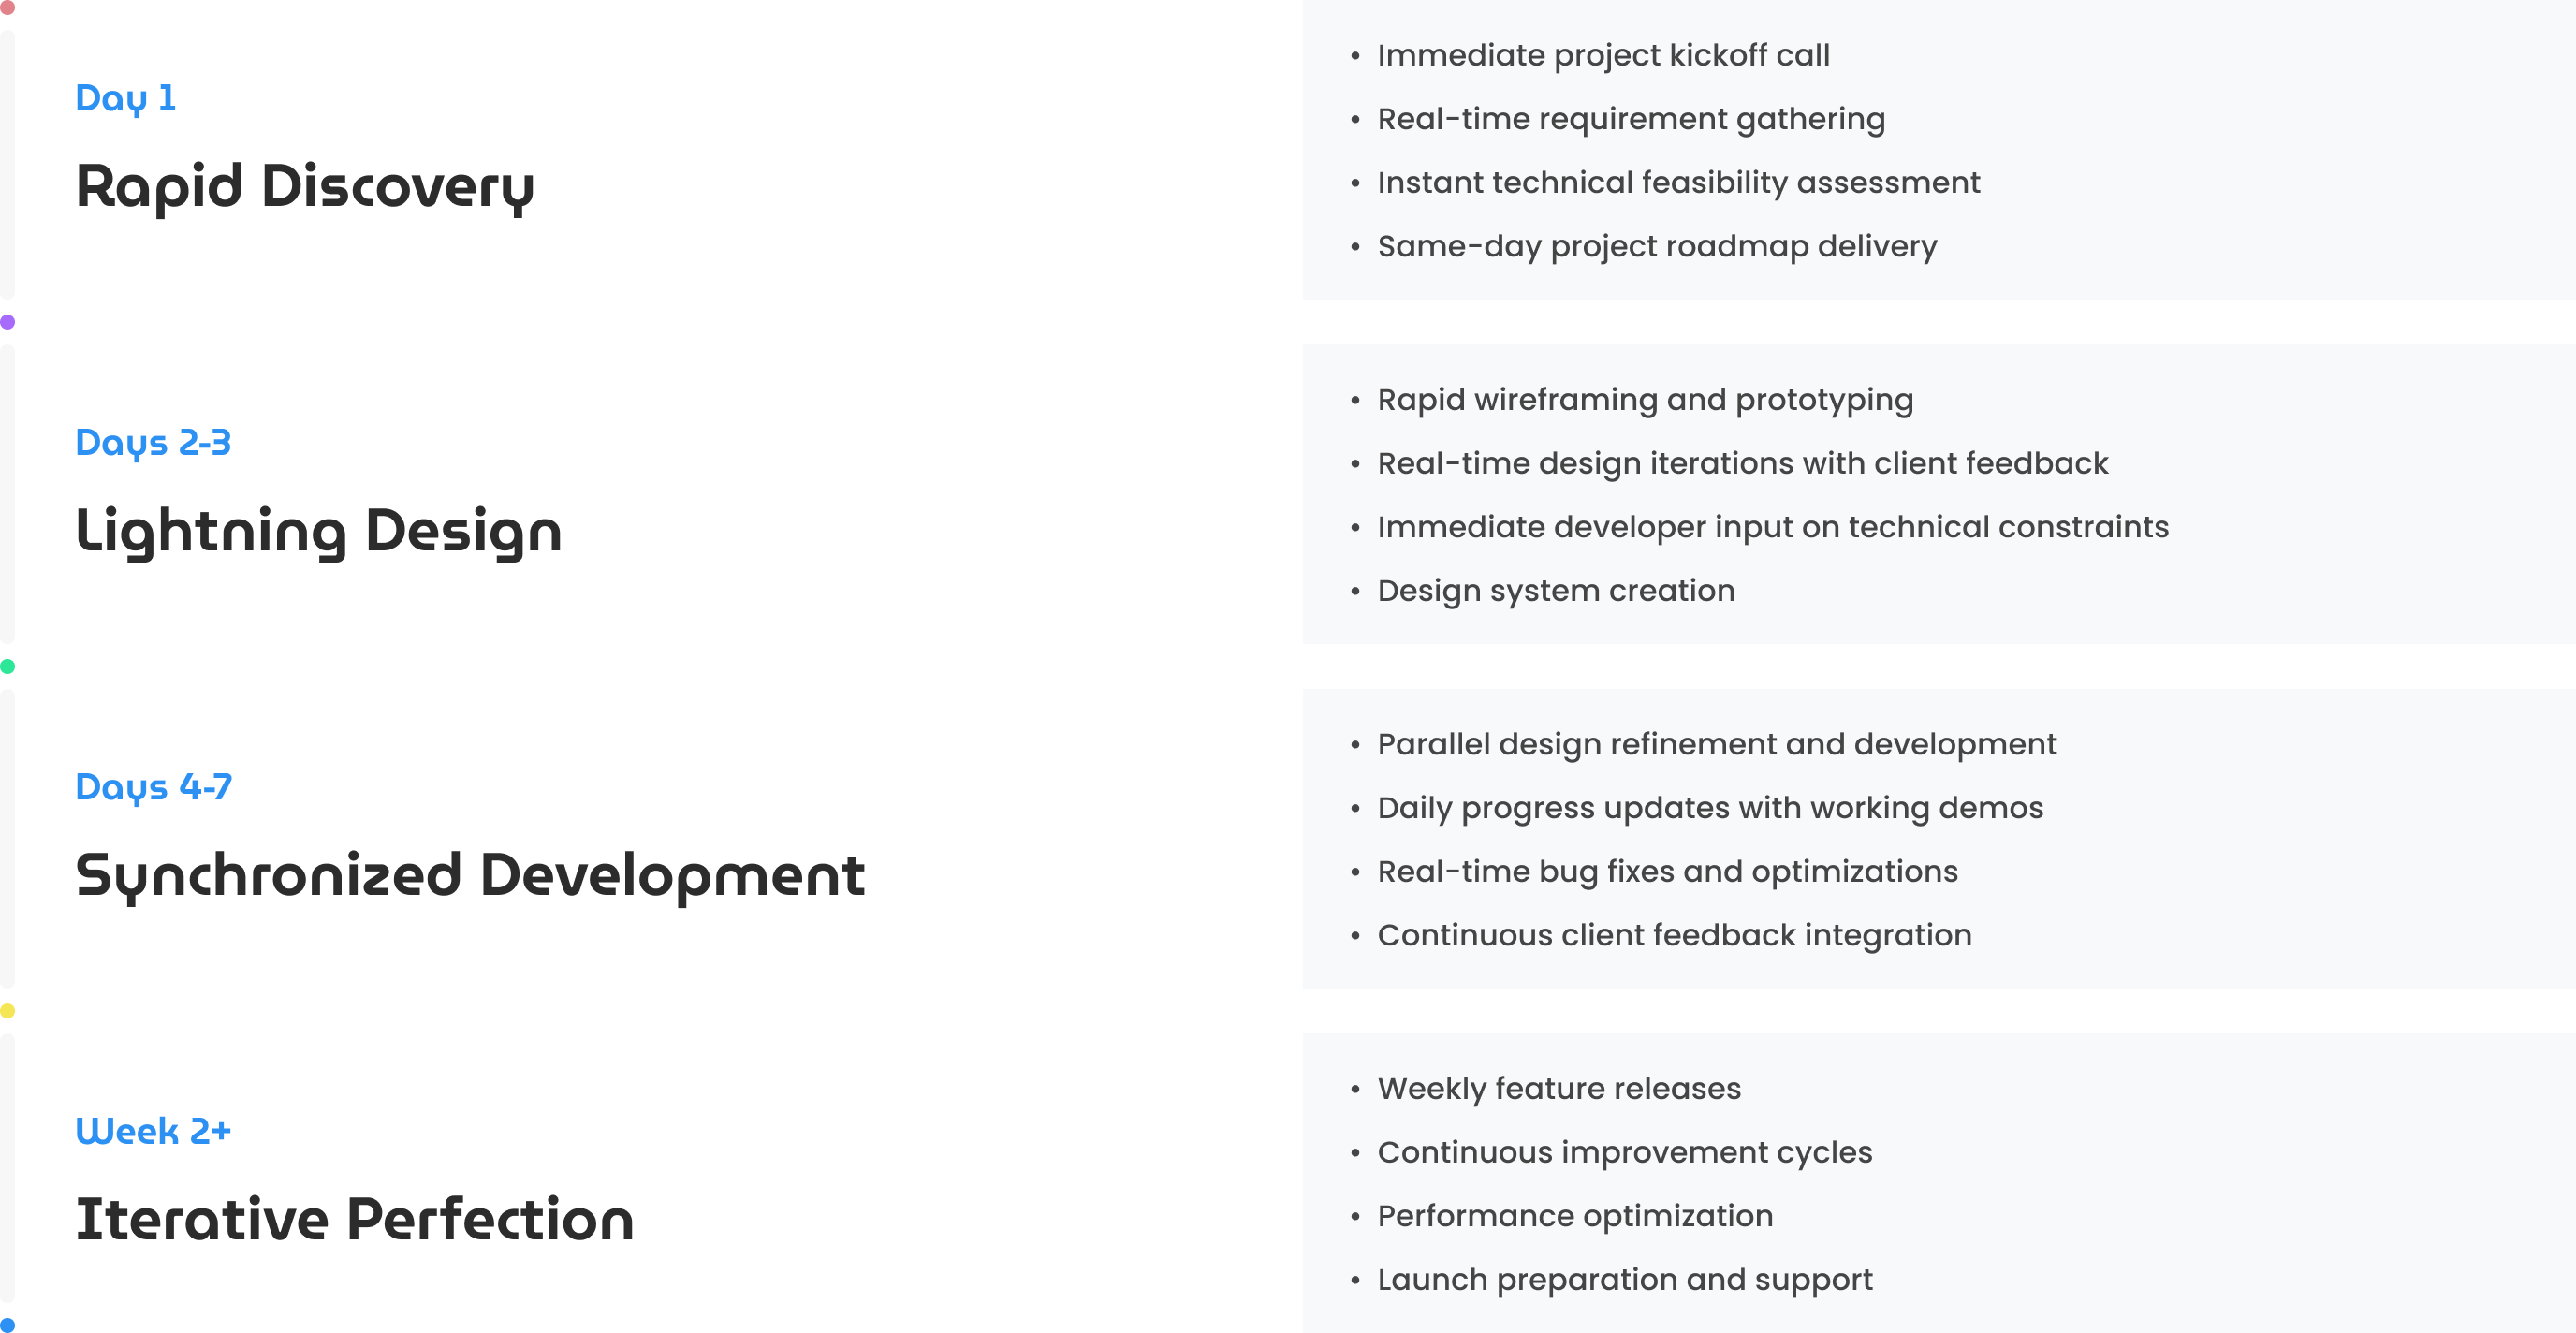 Day 1
Rapid Discovery
• Immediate project kickoff call
• Real-time requirement gathering
• Instant technical feasibility assessment
• Same-day project roadmap delivery
Days 2-3
Lightning Design
• Rapid wireframing and prototyping
• Real-time design iterations with client feedback
• Immediate developer input on technical constraints
• Design system creation
Days 4-7
Synchronized Development
• Parallel design refinement and development
• Daily progress updates with working demos
• Real-time bug fixes and optimizations
• Continuous client feedback integration
Week 2+
Iterative Perfection
• Weekly feature releases
• Continuous improvement cycles
• Performance optimization
• Launch preparation and support